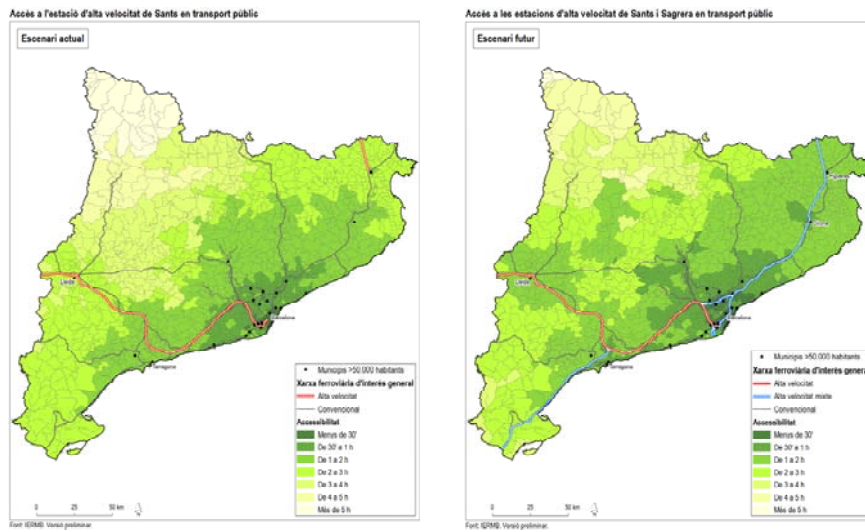 Accés a l'estació d'alta velocitat de Sants en transport públic
Escenari actual
Lleida
Barcelona
Tarragona
Municipis >50.000 habitants
Xarxa ferroviària d'interès general
Alta velocitat
Convencional
Accessibilitat
Menys de 30'
De 30' a 1 h
De 1 a 2 h
De 2 a 3 h
De 3 a 4 h
De 4 a 5 h
Més de 5 h
0 25 50 km
Font: IERMB. Versió preliminar.
Accés a les estacions d'alta velocitat de Sants i Sagrera en transport públic
Escenari futur
Figueres
Girona
Lleida
Barcelona
Tarragona
Municipis >50.000 habitants
Xarxa ferroviària d'interès general
Alta velocitat
Alta velocitat mixte
Convencional
Accessibilitat
Menys de 30'
De 30' a 1 h
De 1 a 2 h
De 2 a 3 h
De 3 a 4 h
De 4 a 5 h
Més de 5 h
0 25 50 km
Font: IERMB. Versió preliminar.